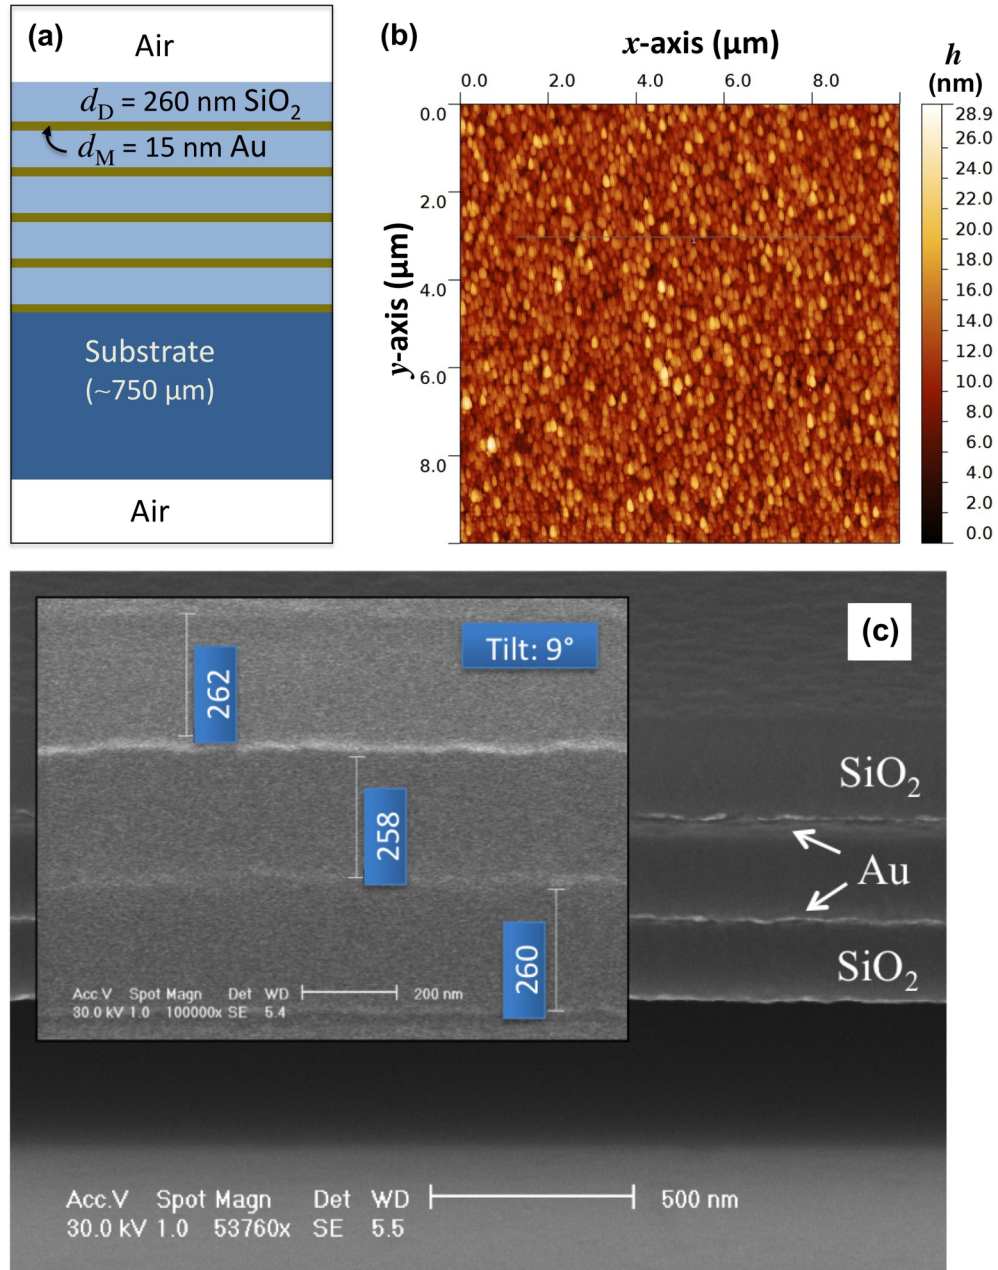 (a)
Air
d_D = 260 nm SiO₂
d_M = 15 nm Au
Substrate
(~750 μm)
Air
(b)
x-axis (μm)
0.0 2.0 4.0 6.0 8.0
y-axis (μm)
0.0
2.0
4.0
6.0
8.0
h
(nm)
28.9
24.0
22.0
20.0
18.0
16.0
14.0
12.0
10.0
8.0
6.0
4.0
2.0
0.0
(c)
Tilt: 9°
262
258
260
Acc.V Spot Magn Det WD 200 nm
30.0 kV 1.0 100000x SE 5.4
SiO₂
Au
SiO₂
Acc.V Spot Magn Det WD 500 nm
30.0 kV 1.0 53760x SE 5.5